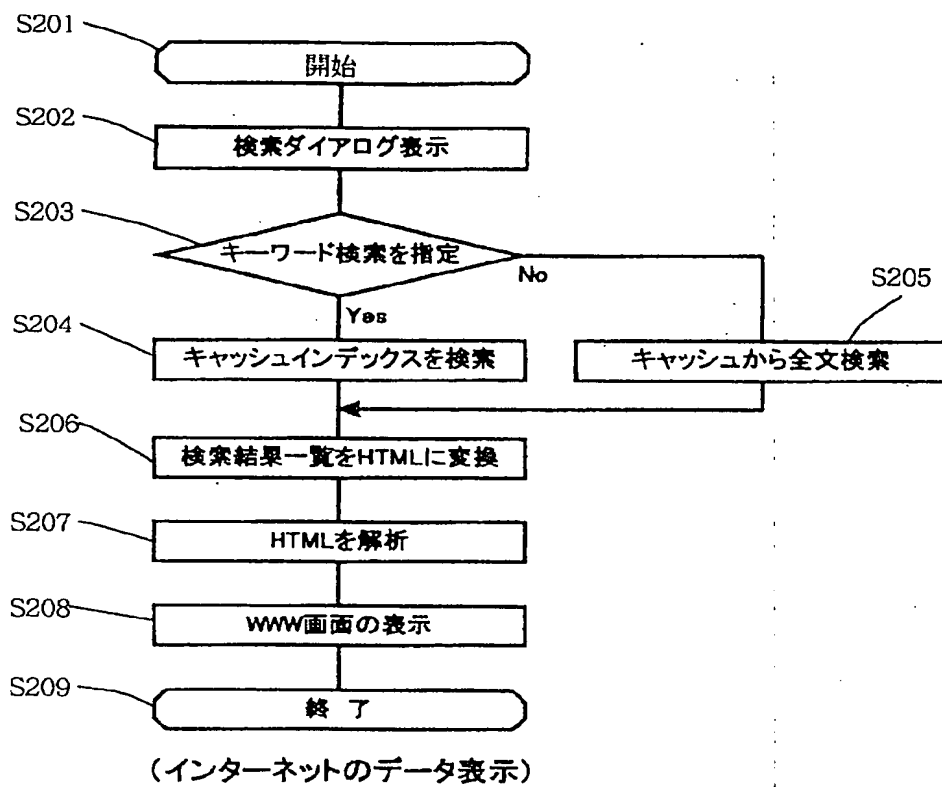 S201
開始
S202
検索ダイアログ表示
S203
キーワード検索を指定
No
Yes
S204
キャッシュインデックスを検索
S205
キャッシュから全文検索
S206
検索結果一覧をHTMLに変換
S207
HTMLを解析
S208
WWW画面の表示
S209
終了
(インターネットのデータ表示)